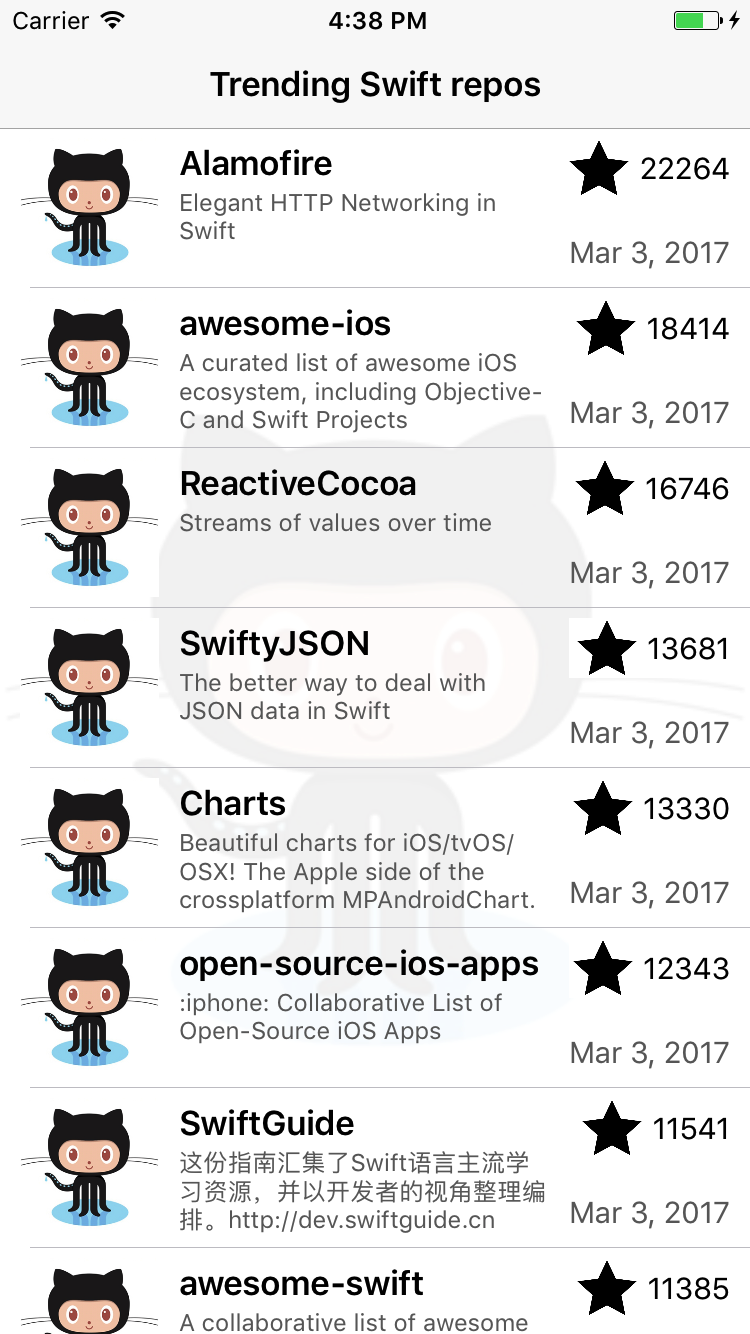 Carrier 4:38 PM
Trending Swift repos
Alamofire 22264
Elegant HTTP Networking in
Swift
Mar 3, 2017
awesome-ios 18414
A curated list of awesome iOS
ecosystem, including Objective-
C and Swift Projects
Mar 3, 2017
ReactiveCocoa 16746
Streams of values over time
Mar 3, 2017
SwiftyJSON 13681
The better way to deal with
JSON data in Swift
Mar 3, 2017
Charts 13330
Beautiful charts for iOS/tvOS/
OSX! The Apple side of the
crossplatform MPAndroidChart.
Mar 3, 2017
open-source-ios-apps 12343
:iphone: Collaborative List of
Open-Source iOS Apps
Mar 3, 2017
SwiftGuide 11541
这份指南汇集了Swift语言主流学
习资源，并以开发者的视角整理编
排。http://dev.swiftguide.cn
Mar 3, 2017
awesome-swift 11385
A collaborative list of awesome